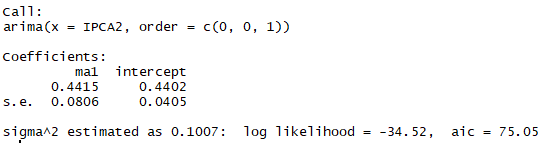 Call:
arima(x = IPCA2, order = c(0, 0, 1))
Coefficients:
ma1 intercept
0.4415 0.4402
s.e. 0.0806 0.0405
sigma^2 estimated as 0.1007: log likelihood = -34.52, aic = 75.05